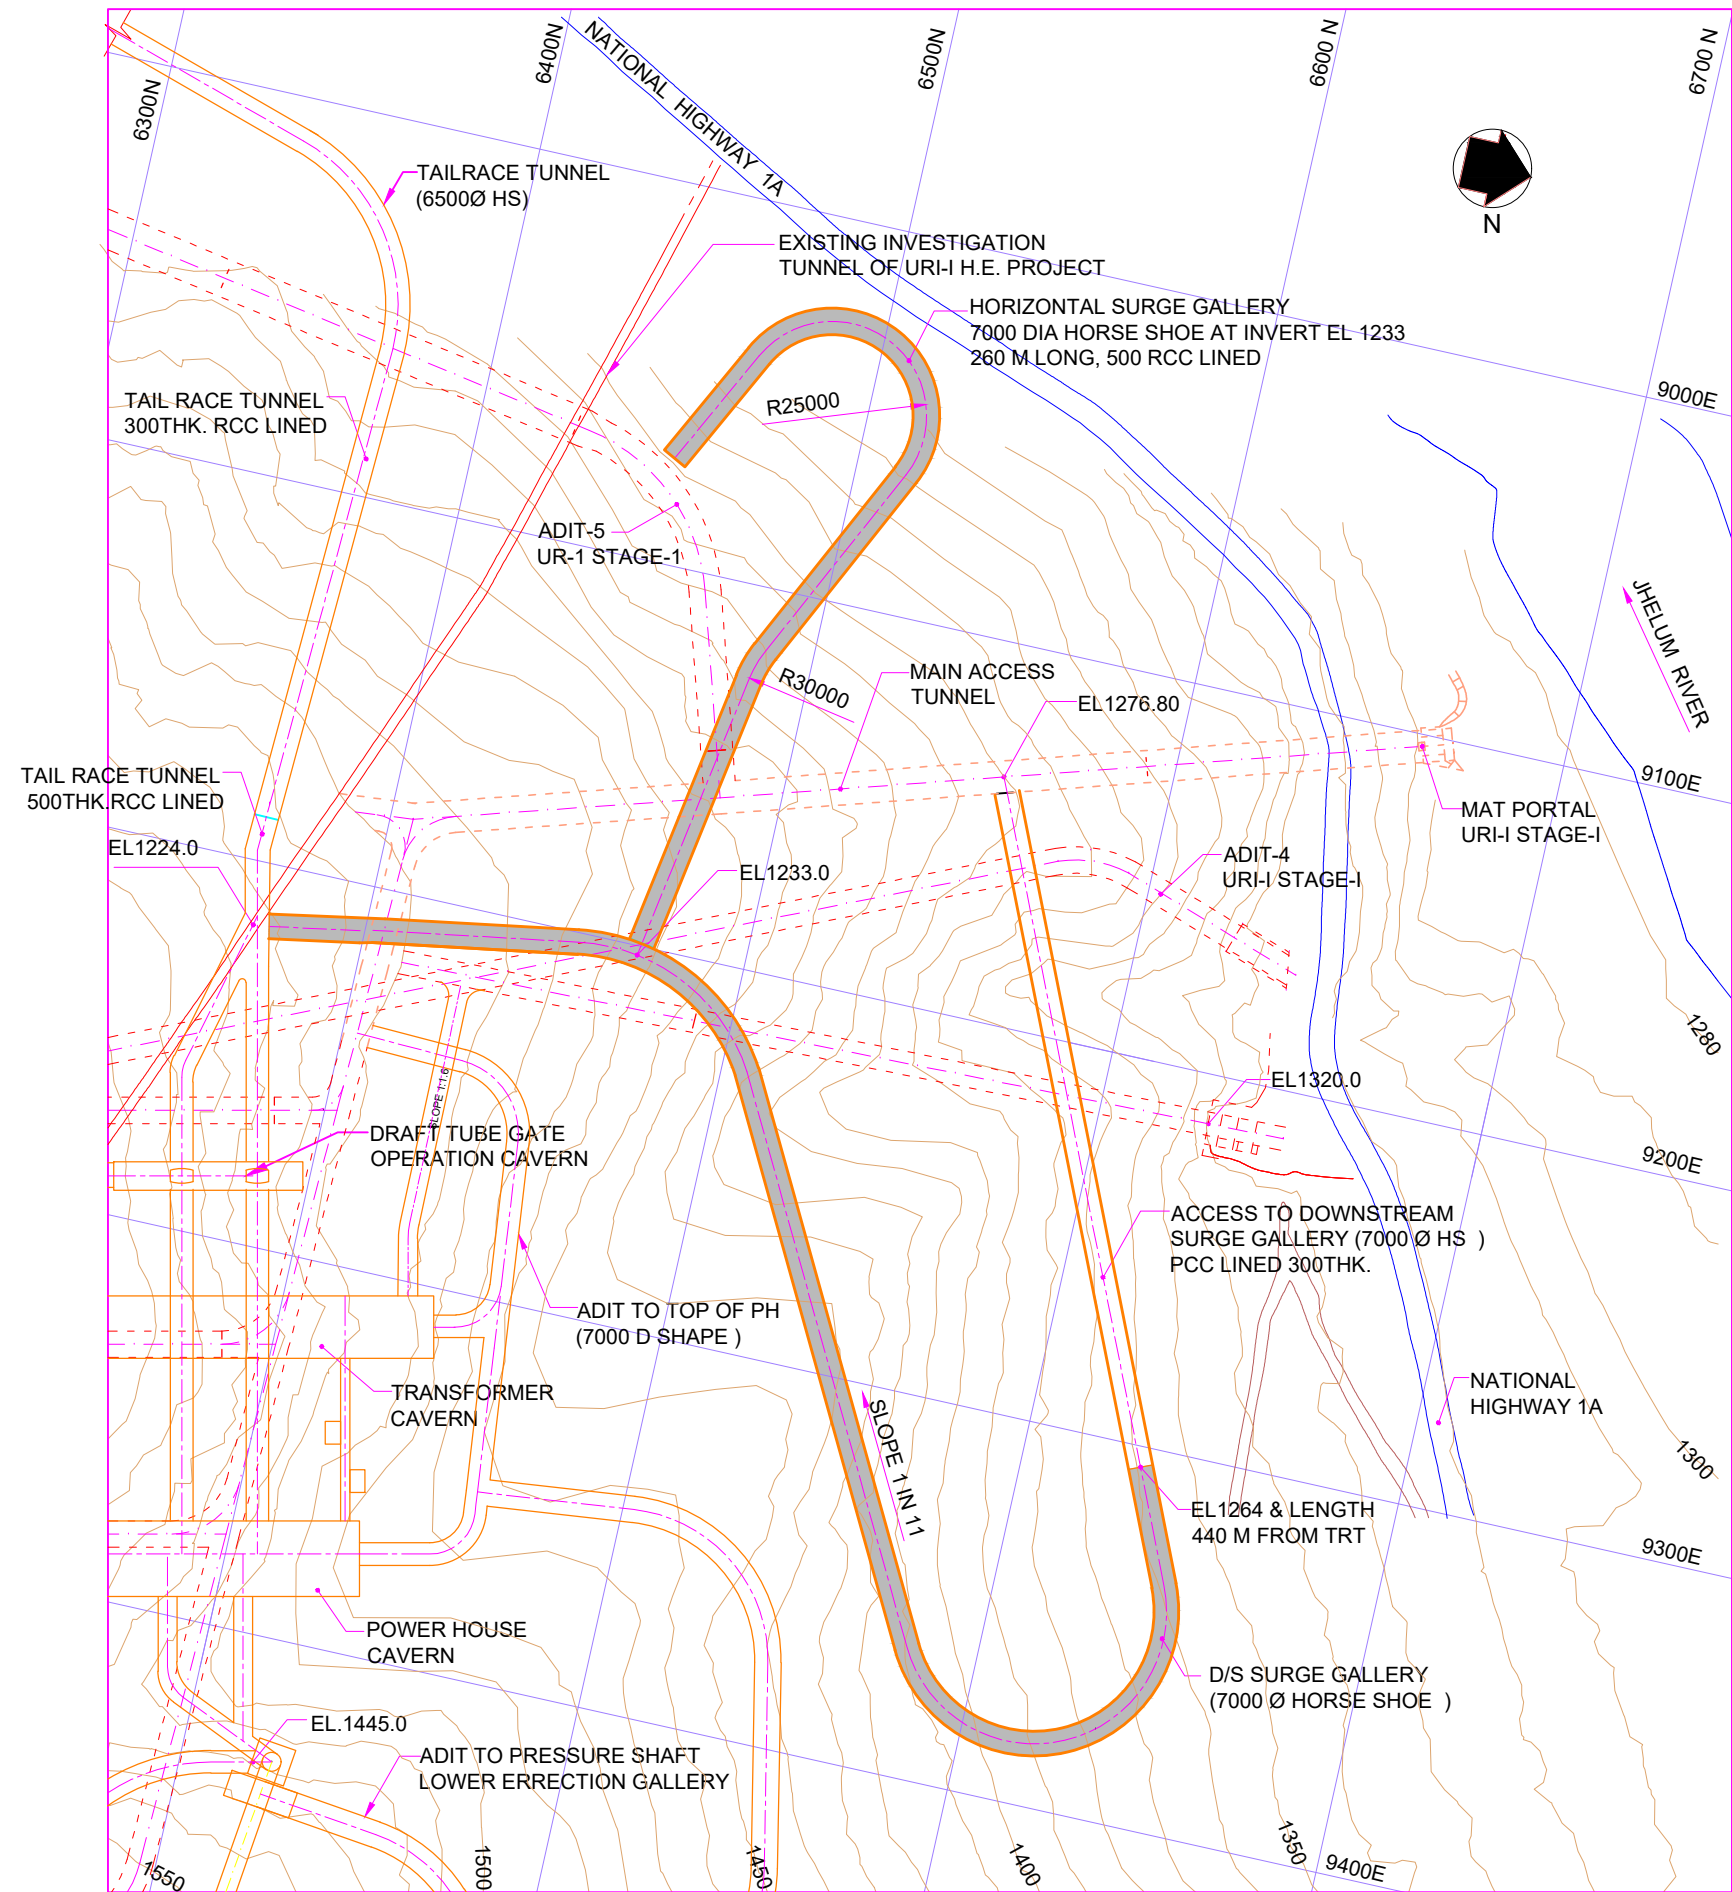 6300N
6400N
6500N
6600 N
6700 N
NATIONAL HIGHWAY 1A
N
TAILRACE TUNNEL
(6500Ø HS)
EXISTING INVESTIGATION
TUNNEL OF URI-I H.E. PROJECT
HORIZONTAL SURGE GALLERY
7000 DIA HORSE SHOE AT INVERT EL 1233
260 M LONG, 500 RCC LINED
TAIL RACE TUNNEL
300THK. RCC LINED
R25000
9000E
ADIT-5
UR-1 STAGE-1
JHELUM RIVER
MAIN ACCESS
TUNNEL
R30000
EL1276.80
TAIL RACE TUNNEL
500THK.RCC LINED
9100E
MAT PORTAL
URI-I STAGE-I
EL1224.0
ADIT-4
URI-I STAGE-I
EL1233.0
1280
EL1320.0
SLOPE 1:1.6
DRAFT TUBE GATE
OPERATION CAVERN
9200E
ACCESS TO DOWNSTREAM
SURGE GALLERY (7000 Ø HS )
PCC LINED 300THK.
ADIT TO TOP OF PH
(7000 D SHAPE )
TRANSFORMER
CAVERN
NATIONAL
HIGHWAY 1A
SLOPE 1 IN 11
1300
EL1264 & LENGTH
440 M FROM TRT
9300E
POWER HOUSE
CAVERN
D/S SURGE GALLERY
(7000 Ø HORSE SHOE )
EL.1445.0
ADIT TO PRESSURE SHAFT
LOWER ERRECTION GALLERY
1550
1500
1450
1400
1350
9400E